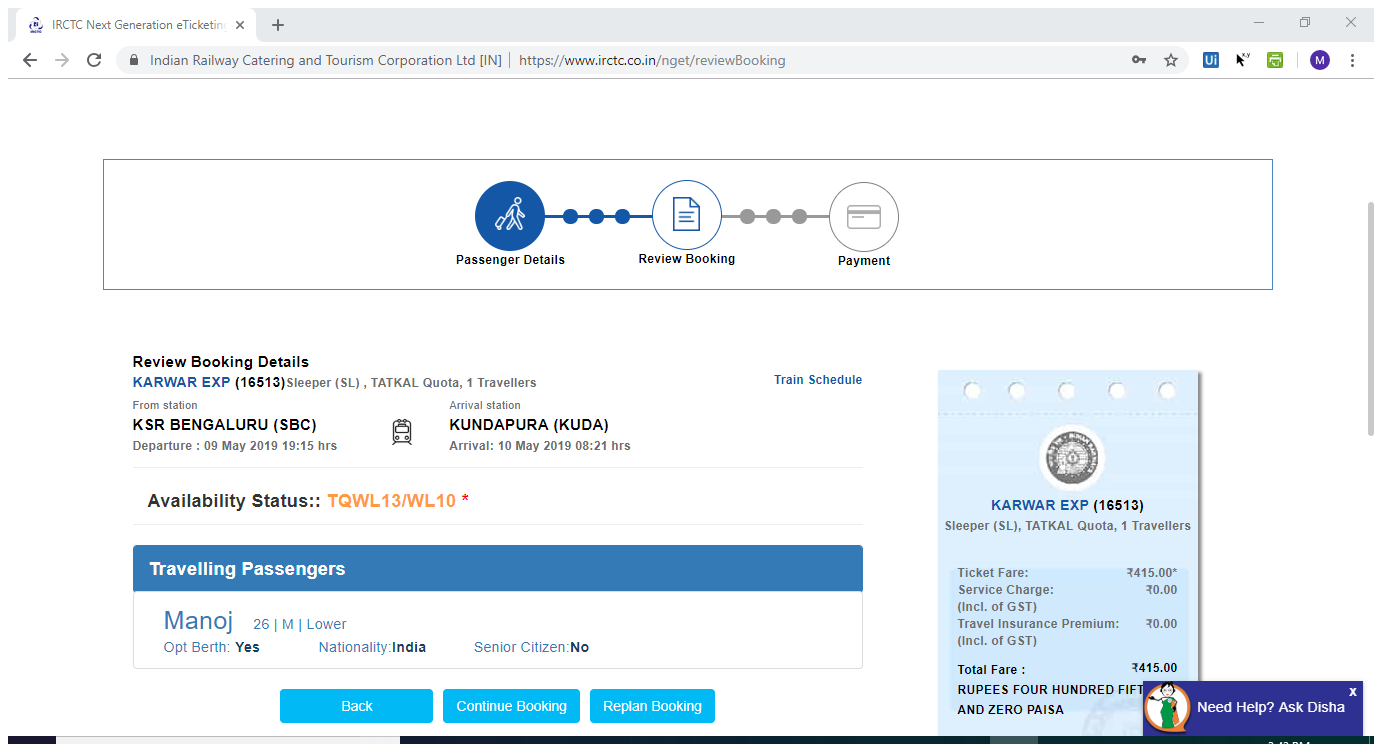 IRCTC Next Generation eTicketing
Indian Railway Catering and Tourism Corporation Ltd [IN] | https://www.irctc.co.in/nget/reviewBooking
Ui
x,y
M
Passenger Details
Review Booking
Payment
Review Booking Details
KARWAR EXP (16513)Sleeper (SL) , TATKAL Quota, 1 Travellers
Train Schedule
From station
Arrival station
KSR BENGALURU (SBC)
KUNDAPURA (KUDA)
Departure : 09 May 2019 19:15 hrs
Arrival: 10 May 2019 08:21 hrs
Availability Status:: TQWL13/WL10 *
Travelling Passengers
Manoj 26 | M | Lower
Opt Berth: Yes Nationality:India Senior Citizen:No
Back
Continue Booking
Replan Booking
KARWAR EXP (16513)
Sleeper (SL), TATKAL Quota, 1 Travellers
Ticket Fare: ₹415.00*
Service Charge: ₹0.00
(Incl. of GST)
Travel Insurance Premium: ₹0.00
(Incl. of GST)
Total Fare : ₹415.00
RUPEES FOUR HUNDRED FIFT
AND ZERO PAISA
Need Help? Ask Disha
x